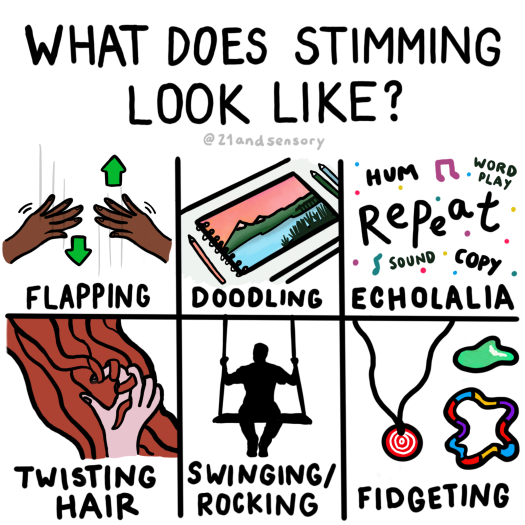 WHAT DOES STIMMING
LOOK LIKE?
@21andsensory
FLAPPING
DOODLING
HUM
WORD
PLAY
Repeat
SOUND
COPY
ECHOLALIA
TWISTING
HAIR
SWINGING/
ROCKING
FIDGETING